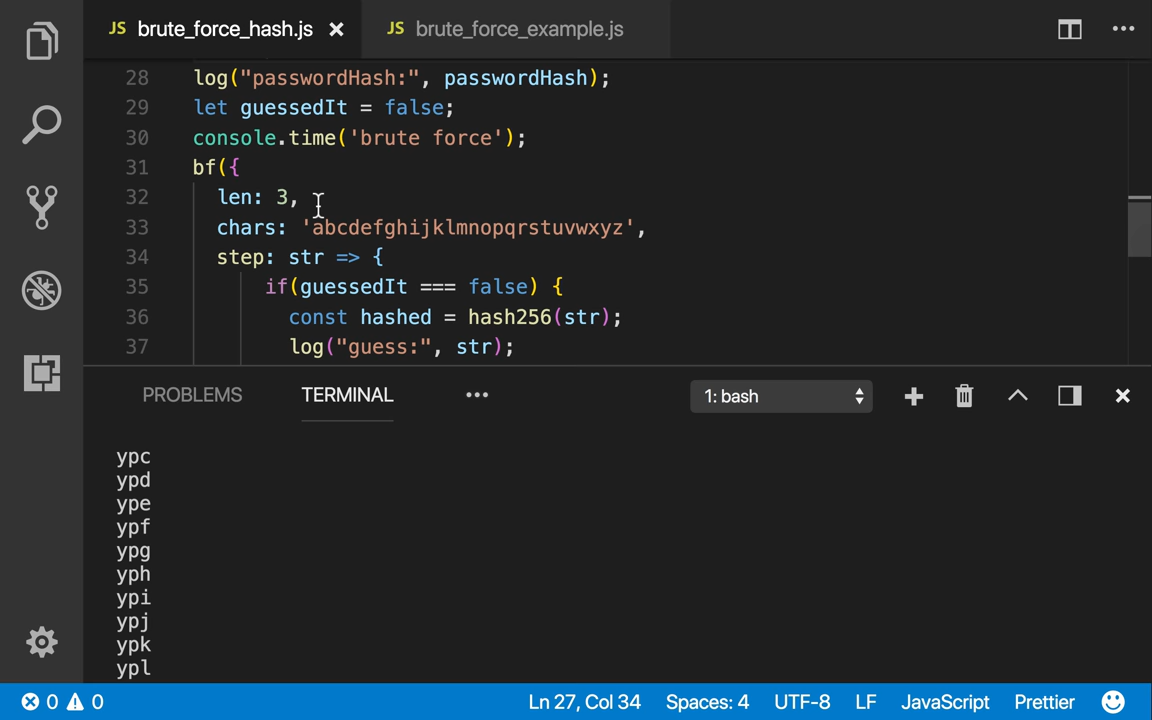 JS brute_force_hash.js × JS brute_force_example.js
28 log("passwordHash:", passwordHash);
29 let guessedIt = false;
30 console.time('brute force');
31 bf({
32 len: 3,
33 chars: 'abcdefghijklmnopqrstuvwxyz',
34 step: str => {
35 if(guessedIt === false) {
36 const hashed = hash256(str);
37 log("guess:", str);
PROBLEMS TERMINAL ••• 1: bash
ypc
ypd
ype
ypf
ypg
yph
ypi
ypj
ypk
ypl
0 0 Ln 27, Col 34 Spaces: 4 UTF-8 LF JavaScript Prettier